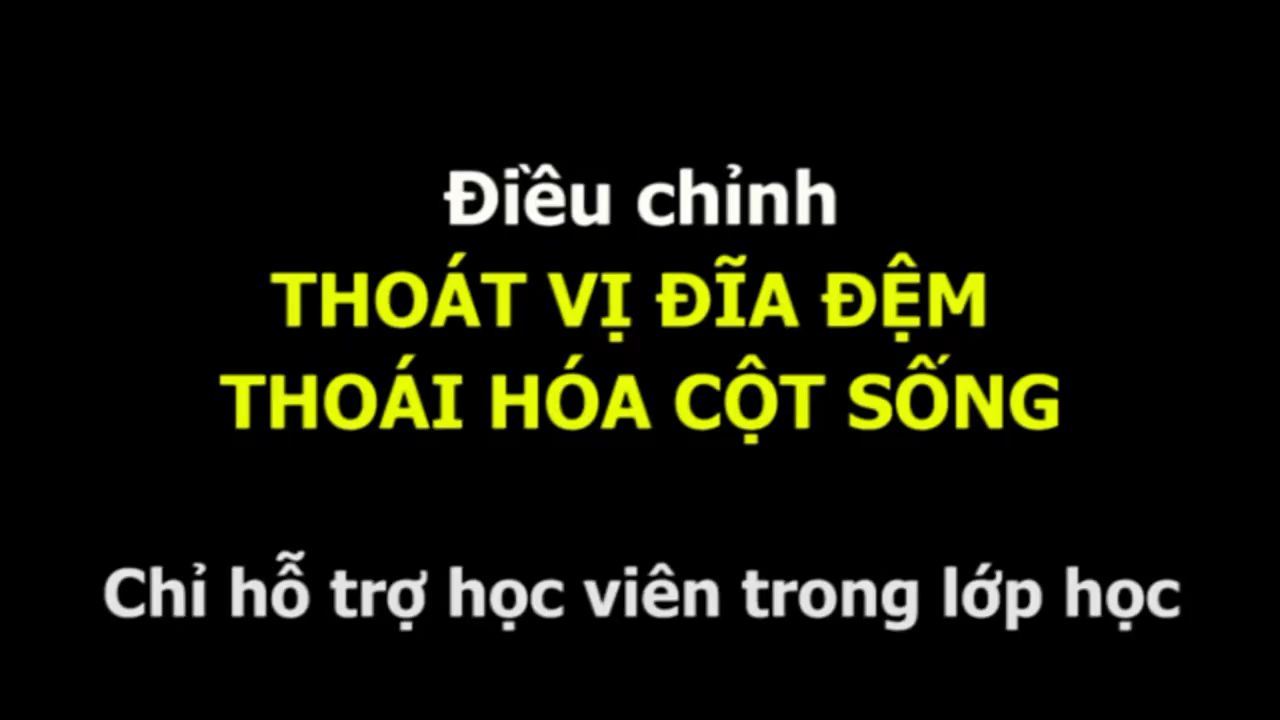 Điều chỉnh
THOÁT VỊ ĐĨA ĐỆM
THOÁI HÓA CỘT SỐNG
Chỉ hỗ trợ học viên trong lớp học